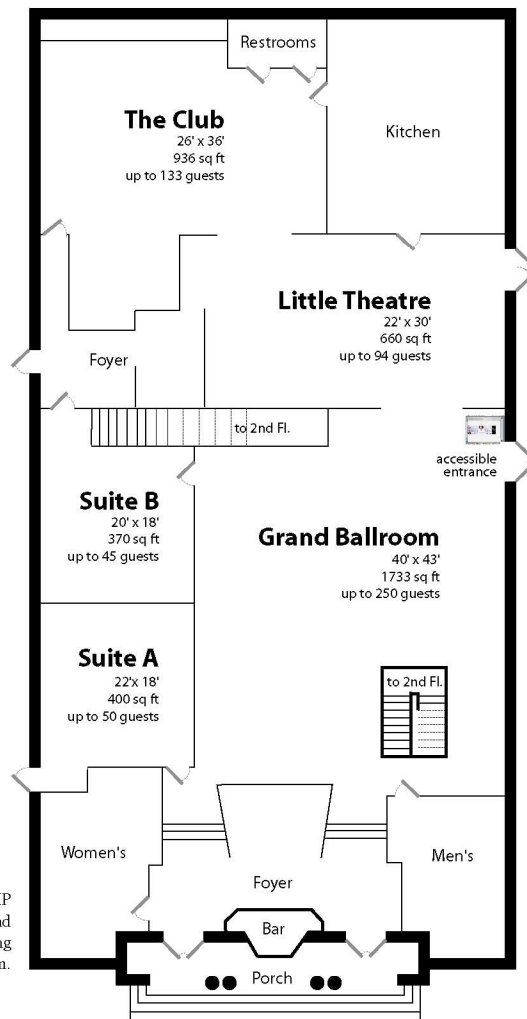 Restrooms
The Club
26' x 36'
936 sq ft
up to 133 guests
Kitchen
Little Theatre
22' x 30'
660 sq ft
up to 94 guests
Foyer
to 2nd Fl.
accessible
entrance
Suite B
20' x 18'
370 sq ft
up to 45 guests
Grand Ballroom
40' x 43'
1733 sq ft
up to 250 guests
Suite A
22'x 18'
400 sq ft
up to 50 guests
to 2nd Fl.
Women's
Men's
Foyer
Bar
Porch